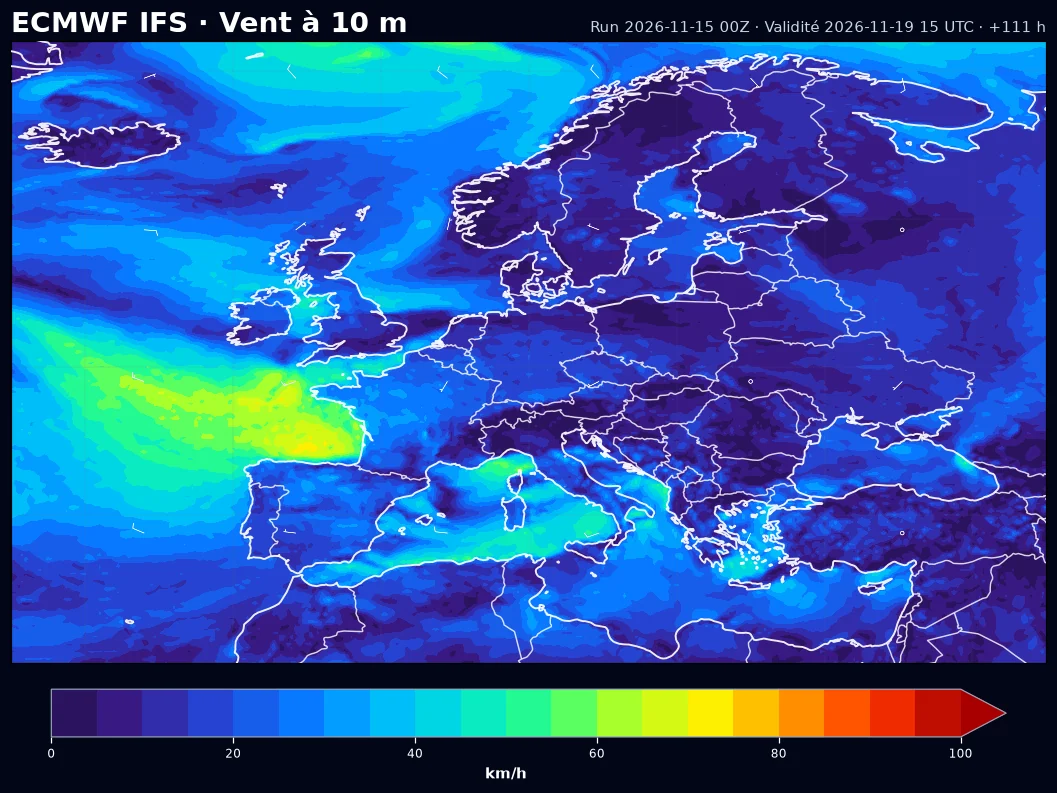 ECMWF IFS · Vent à 10 m
Run 2026-11-15 00Z · Validité 2026-11-19 15 UTC · +111 h
0 20 40 60 80 100
km/h